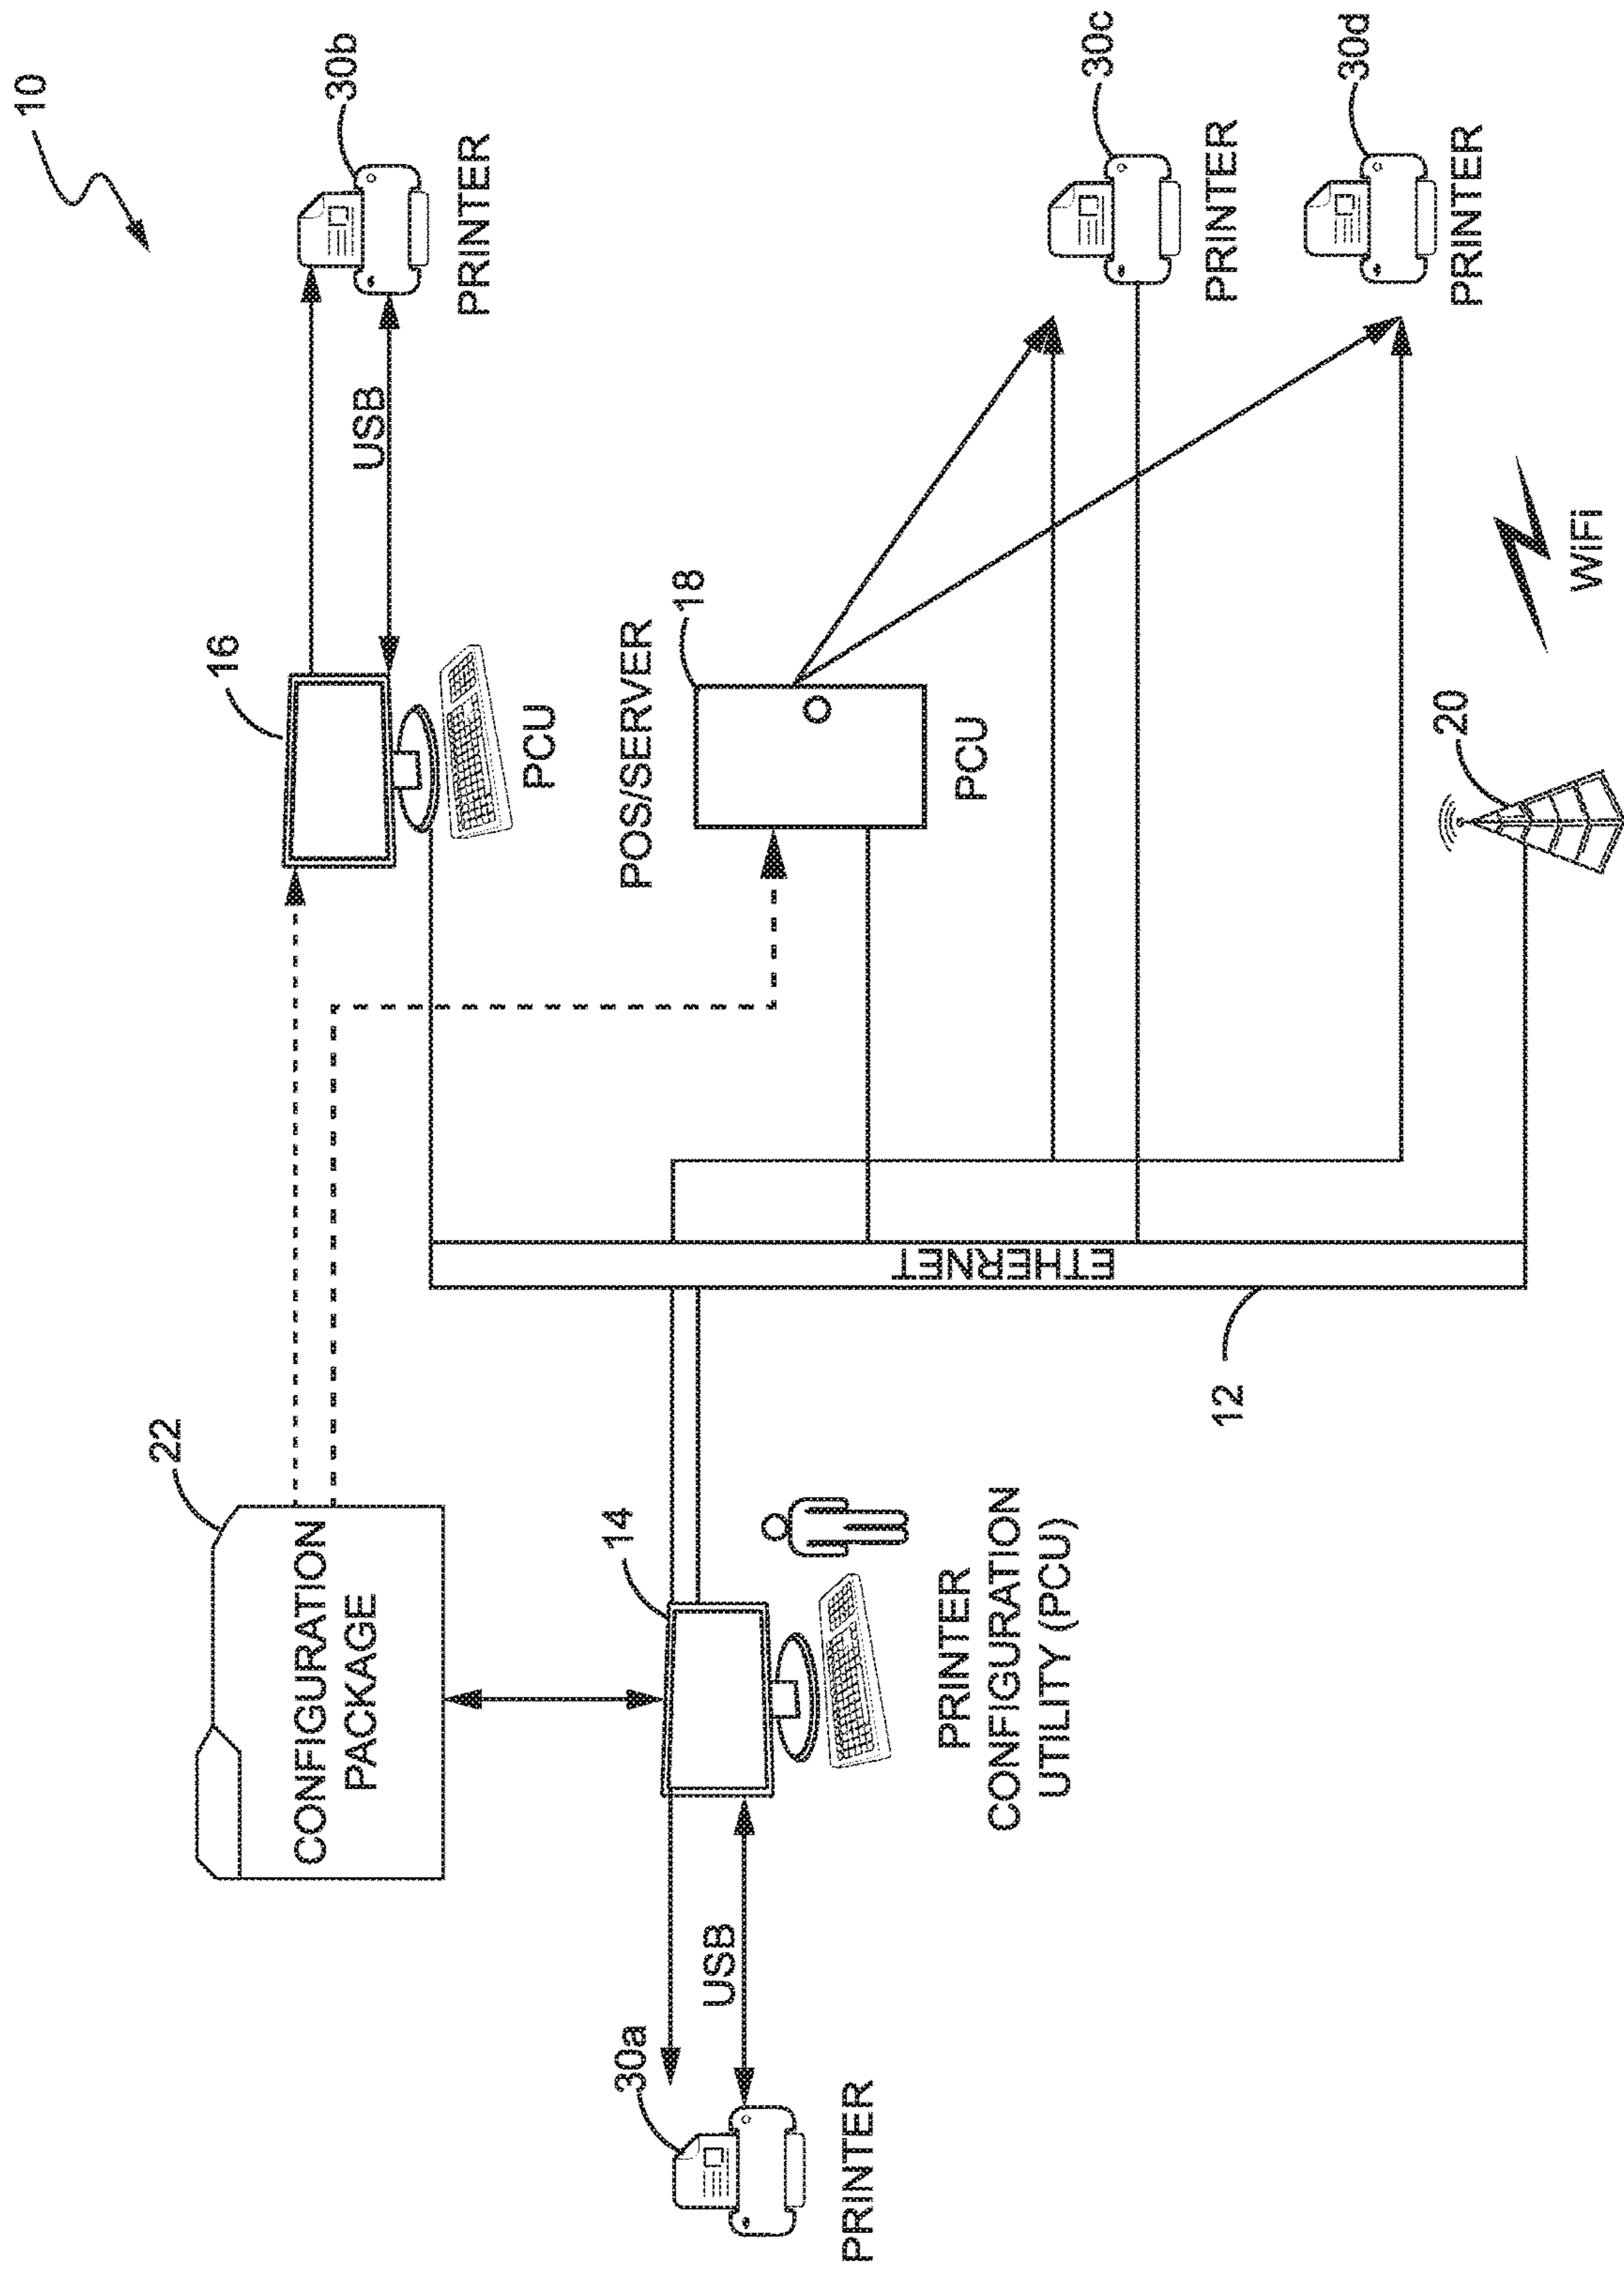 10
22
CONFIGURATION
PACKAGE
16
PCU
USB
30b
PRINTER
30a
PRINTER
USB
14
PRINTER
CONFIGURATION
UTILITY (PCU)
12
ETHERNET
POS/SERVER
18
PCU
30c
PRINTER
30d
PRINTER
20
WiFi